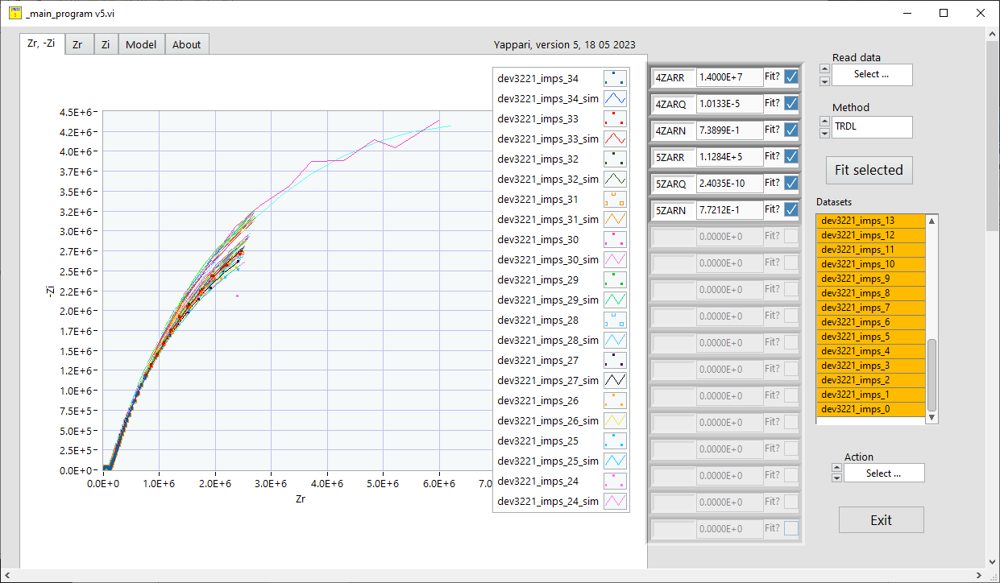 _main_program v5.vi
Zr, -Zi
Zr
Zi
Model
About
Yappari, version 5, 18 05 2023
4.5E+6
4.2E+6
4.0E+6
3.7E+6
3.5E+6
3.2E+6
3.0E+6
2.7E+6
2.5E+6
2.2E+6
2.0E+6
1.7E+6
1.5E+6
1.2E+6
1.0E+6
7.5E+5
5.0E+5
2.5E+5
0.0E+0
-Zi
0.0E+0
1.0E+6
2.0E+6
3.0E+6
4.0E+6
5.0E+6
6.0E+6
7.0
Zr
dev3221_imps_34
dev3221_imps_34_sim
dev3221_imps_33
dev3221_imps_33_sim
dev3221_imps_32
dev3221_imps_32_sim
dev3221_imps_31
dev3221_imps_31_sim
dev3221_imps_30
dev3221_imps_30_sim
dev3221_imps_29
dev3221_imps_29_sim
dev3221_imps_28
dev3221_imps_28_sim
dev3221_imps_27
dev3221_imps_27_sim
dev3221_imps_26
dev3221_imps_26_sim
dev3221_imps_25
dev3221_imps_25_sim
dev3221_imps_24
dev3221_imps_24_sim
4ZARR 1.4000E+7 Fit?
4ZARQ 1.0133E-5 Fit?
4ZARN 7.3899E-1 Fit?
5ZARR 1.1284E+5 Fit?
5ZARQ 2.4035E-10 Fit?
5ZARN 7.7212E-1 Fit?
0.0000E+0 Fit?
0.0000E+0 Fit?
0.0000E+0 Fit?
0.0000E+0 Fit?
0.0000E+0 Fit?
0.0000E+0 Fit?
0.0000E+0 Fit?
0.0000E+0 Fit?
0.0000E+0 Fit?
0.0000E+0 Fit?
0.0000E+0 Fit?
0.0000E+0 Fit?
Read data
Select ...
Method
TRDL
Fit selected
Datasets
dev3221_imps_13
dev3221_imps_12
dev3221_imps_11
dev3221_imps_10
dev3221_imps_9
dev3221_imps_8
dev3221_imps_7
dev3221_imps_6
dev3221_imps_5
dev3221_imps_4
dev3221_imps_3
dev3221_imps_2
dev3221_imps_1
dev3221_imps_0
Action
Select ...
Exit